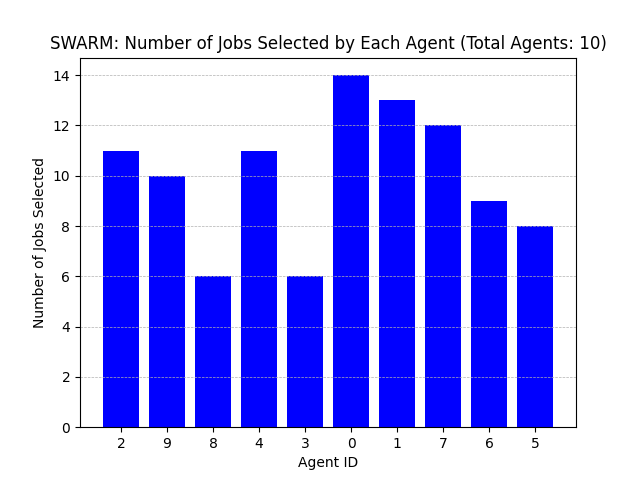 SWARM: Number of Jobs Selected by Each Agent (Total Agents: 10)
Number of Jobs Selected
14
12
10
8
6
4
2
0
2 9 8 4 3 0 1 7 6 5
Agent ID